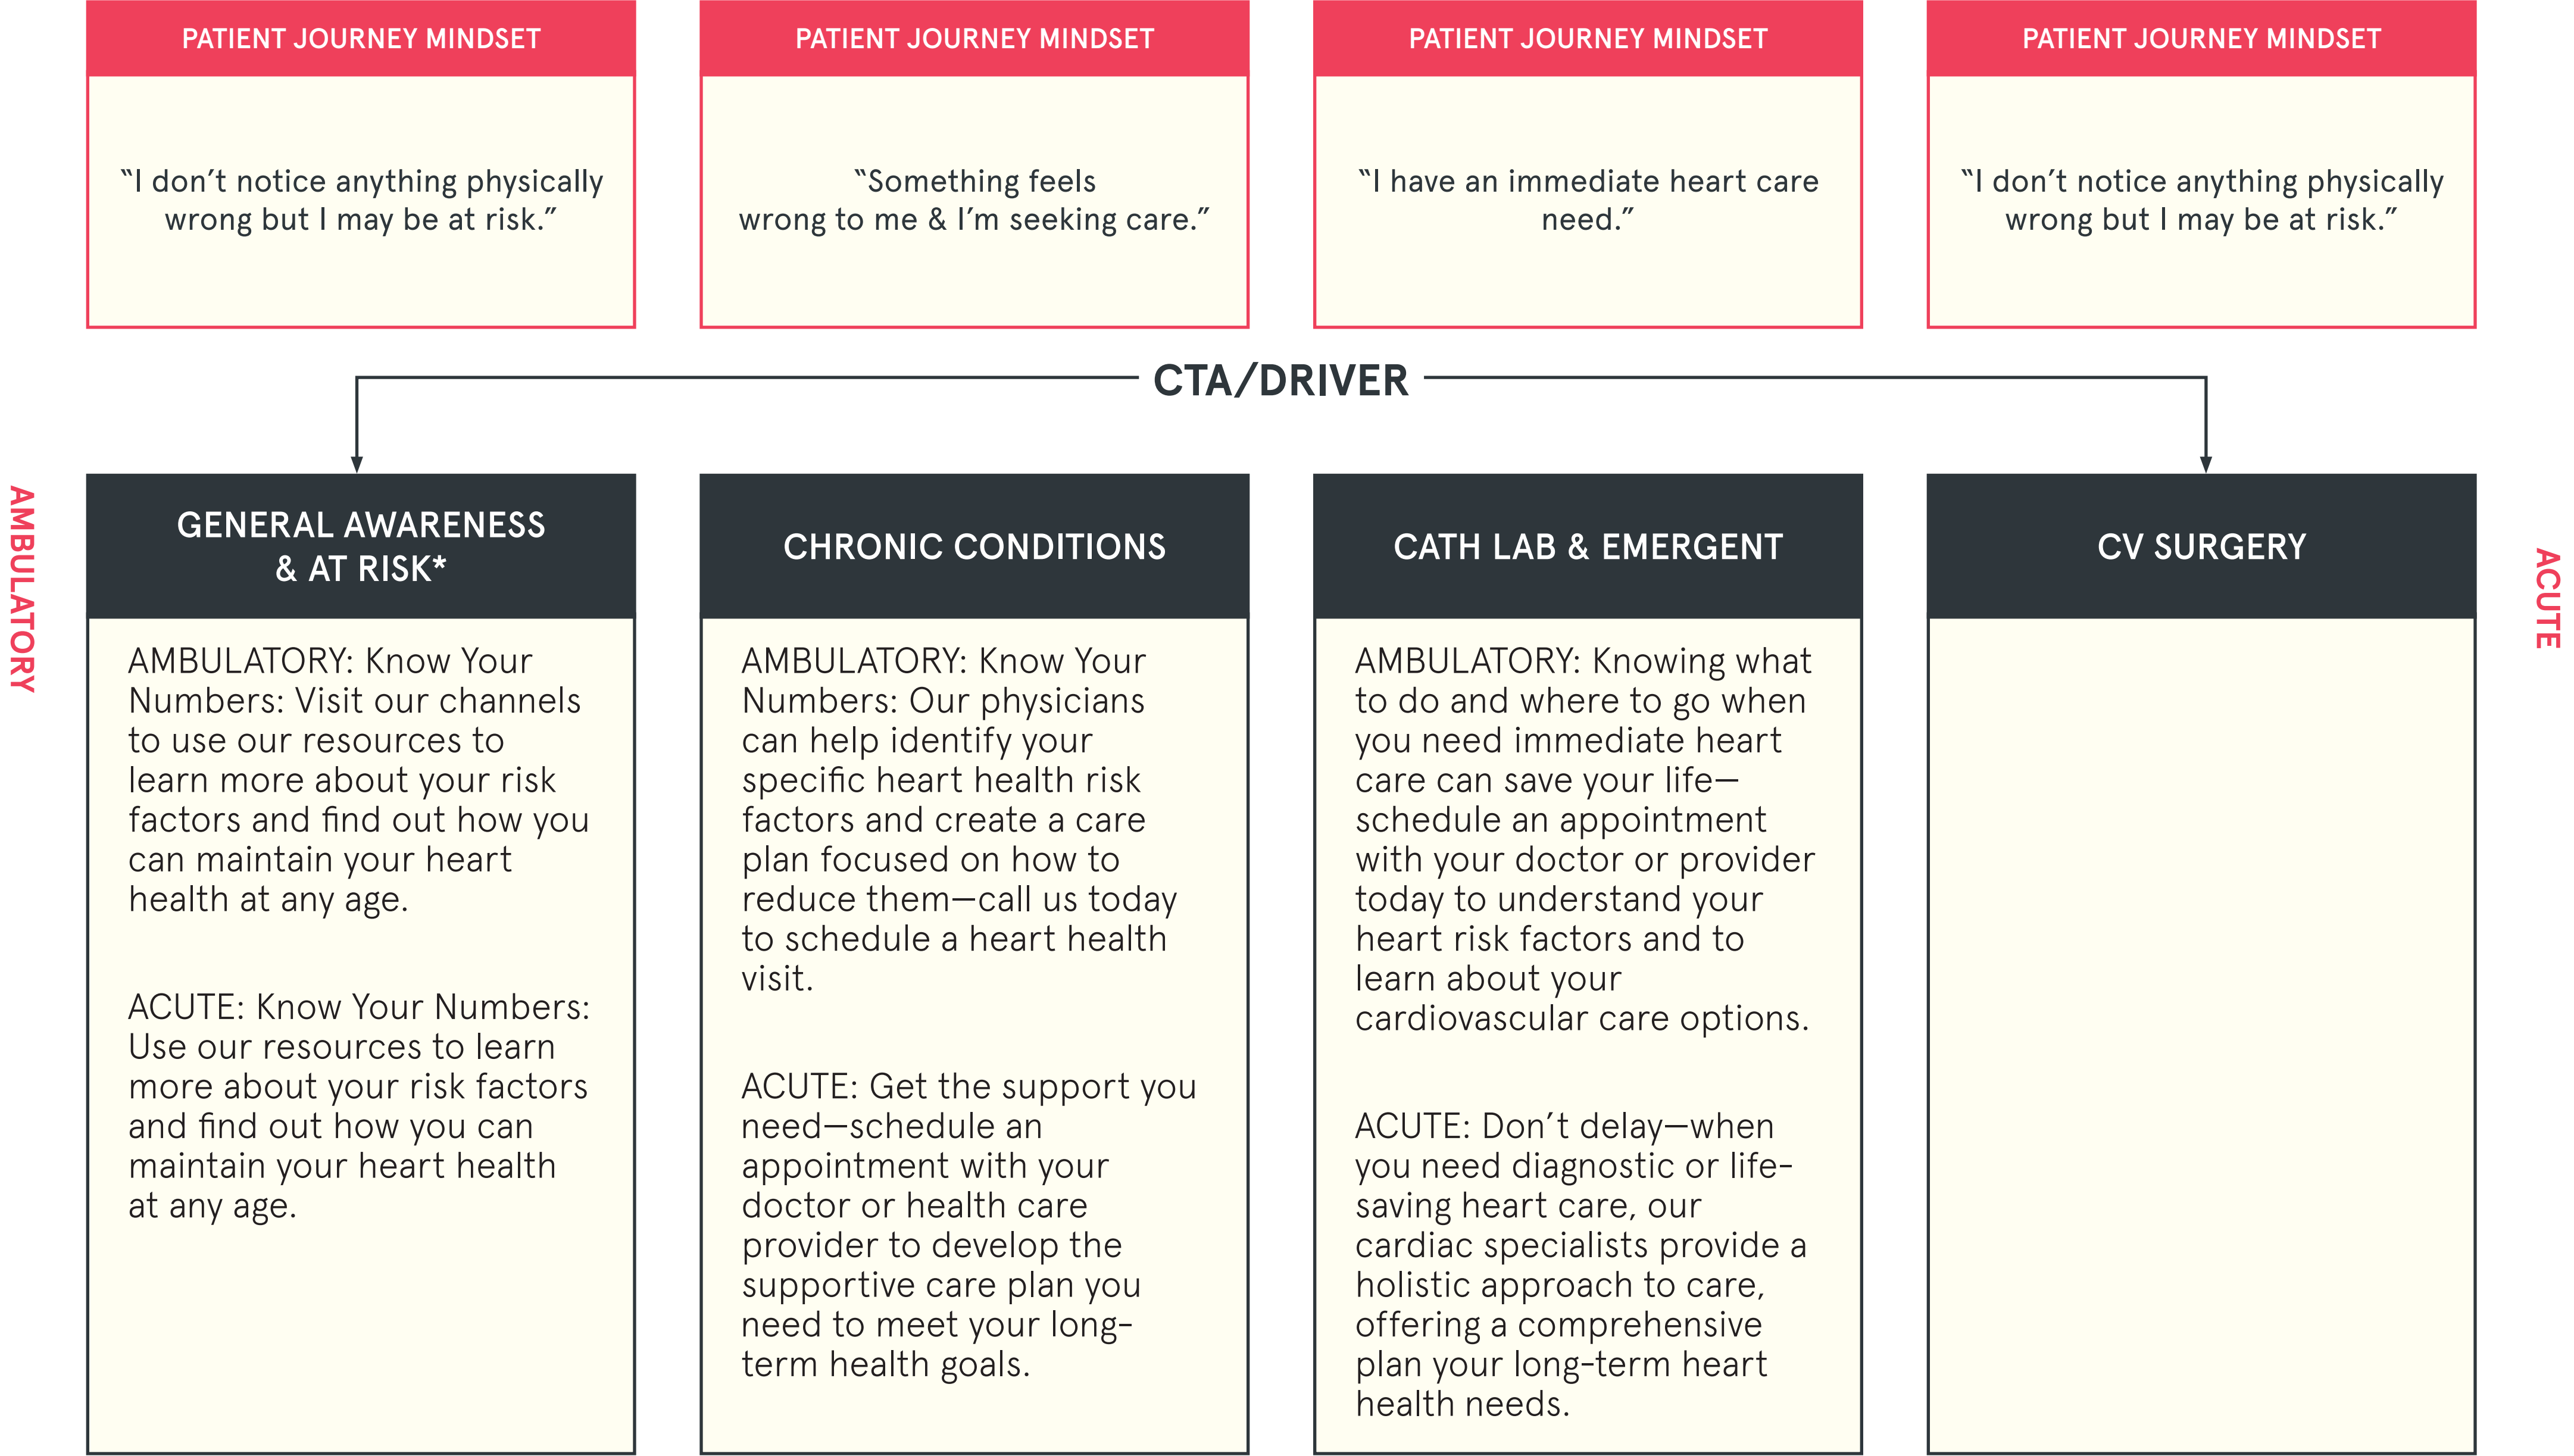 PATIENT JOURNEY MINDSET
“I don’t notice anything physically
wrong but I may be at risk.”
PATIENT JOURNEY MINDSET
“Something feels
wrong to me & I’m seeking care.”
PATIENT JOURNEY MINDSET
“I have an immediate heart care
need.”
PATIENT JOURNEY MINDSET
“I don’t notice anything physically
wrong but I may be at risk.”
CTA/DRIVER
AMBULATORY
GENERAL AWARENESS
& AT RISK*
AMBULATORY: Know Your
Numbers: Visit our channels
to use our resources to
learn more about your risk
factors and find out how you
can maintain your heart
health at any age.
ACUTE: Know Your Numbers:
Use our resources to learn
more about your risk factors
and find out how you can
maintain your heart health
at any age.
CHRONIC CONDITIONS
AMBULATORY: Know Your
Numbers: Our physicians
can help identify your
specific heart health risk
factors and create a care
plan focused on how to
reduce them—call us today
to schedule a heart health
visit.
ACUTE: Get the support you
need—schedule an
appointment with your
doctor or health care
provider to develop the
supportive care plan you
need to meet your long-
term health goals.
CATH LAB & EMERGENT
AMBULATORY: Knowing what
to do and where to go when
you need immediate heart
care can save your life—
schedule an appointment
with your doctor or provider
today to understand your
heart risk factors and to
learn about your
cardiovascular care options.
ACUTE: Don’t delay—when
you need diagnostic or life-
saving heart care, our
cardiac specialists provide a
holistic approach to care,
offering a comprehensive
plan your long-term heart
health needs.
CV SURGERY
ACUTE